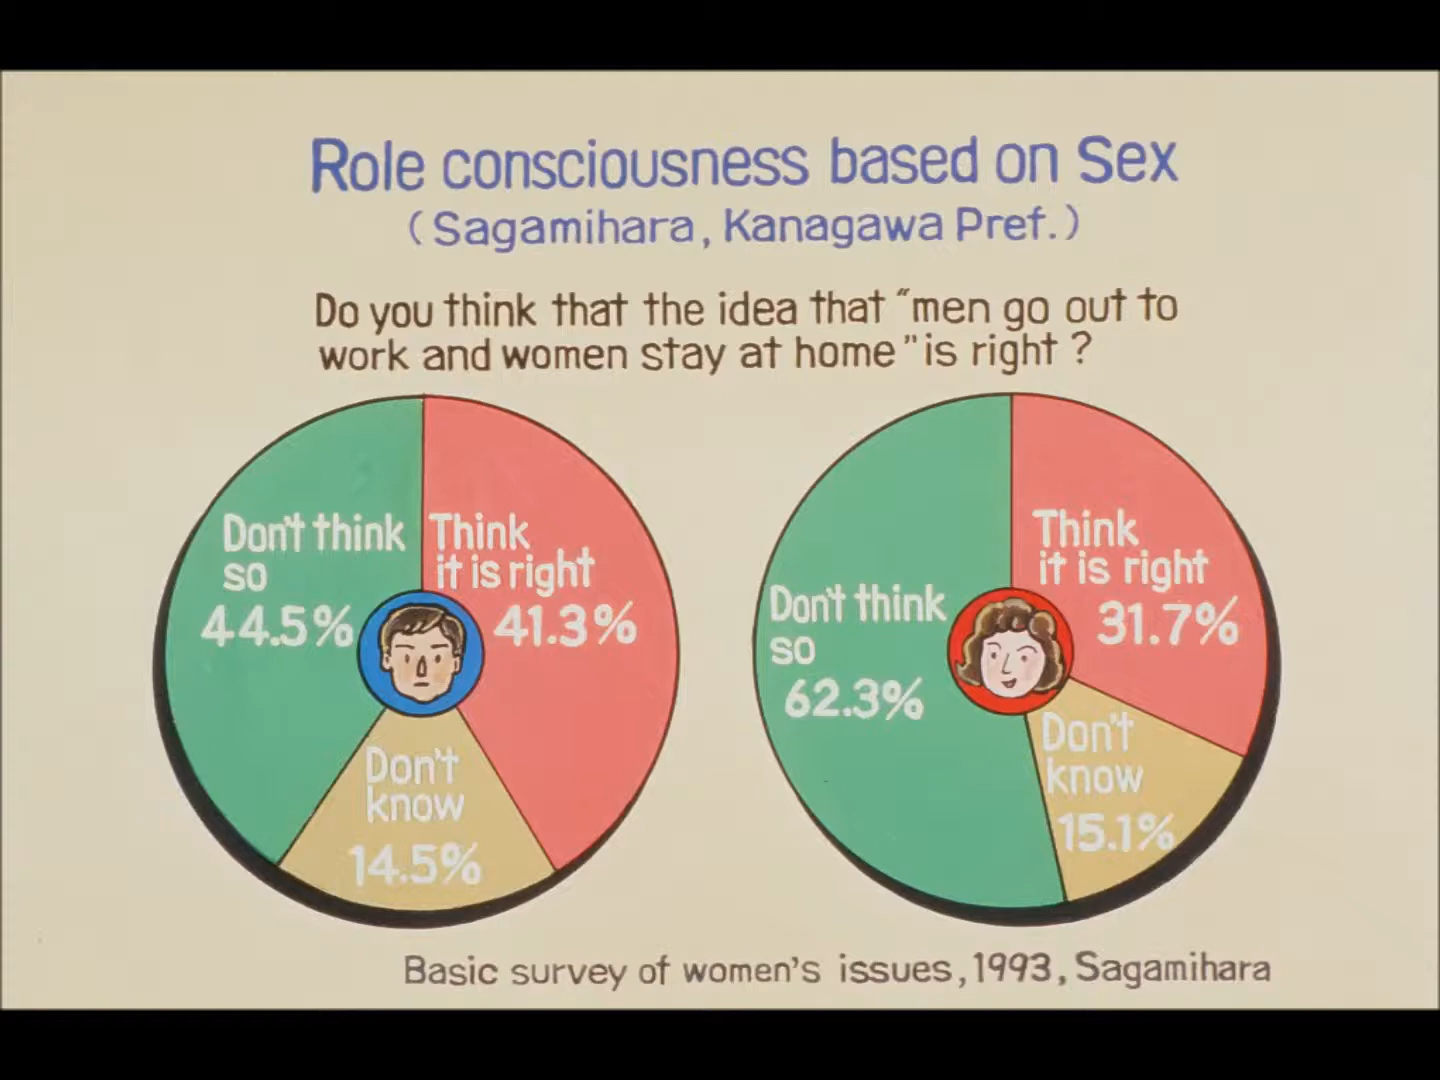 Role consciousness based on Sex
(Sagamihara, Kanagawa Pref.)
Do you think that the idea that "men go out to
work and women stay at home" is right ?
Don't think
so
44.5%
Think
it is right
41.3%
Don't
know
14.5%
Don't think
so
62.3%
Think
it is right
31.7%
Don't
know
15.1%
Basic survey of women's issues, 1993, Sagamihara